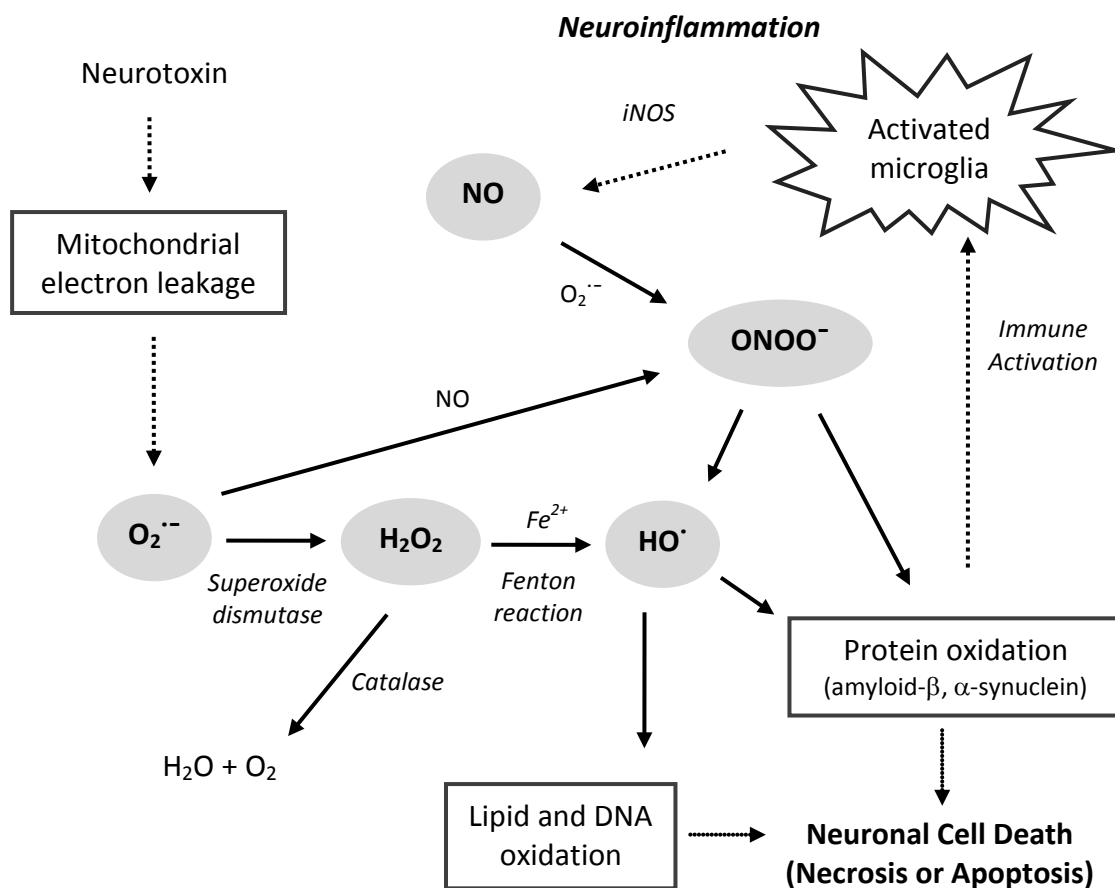 Neuroinflammation
Neurotoxin
iNOS
Activated
microglia
NO
Mitochondrial
electron leakage
O₂·⁻
ONOO⁻
Immune
Activation
NO
O₂·⁻
H₂O₂
Fe²⁺
HO·
Superoxide
dismutase
Fenton
reaction
Catalase
Protein oxidation
(amyloid-β, α-synuclein)
H₂O + O₂
Lipid and DNA
oxidation
Neuronal Cell Death
(Necrosis or Apoptosis)